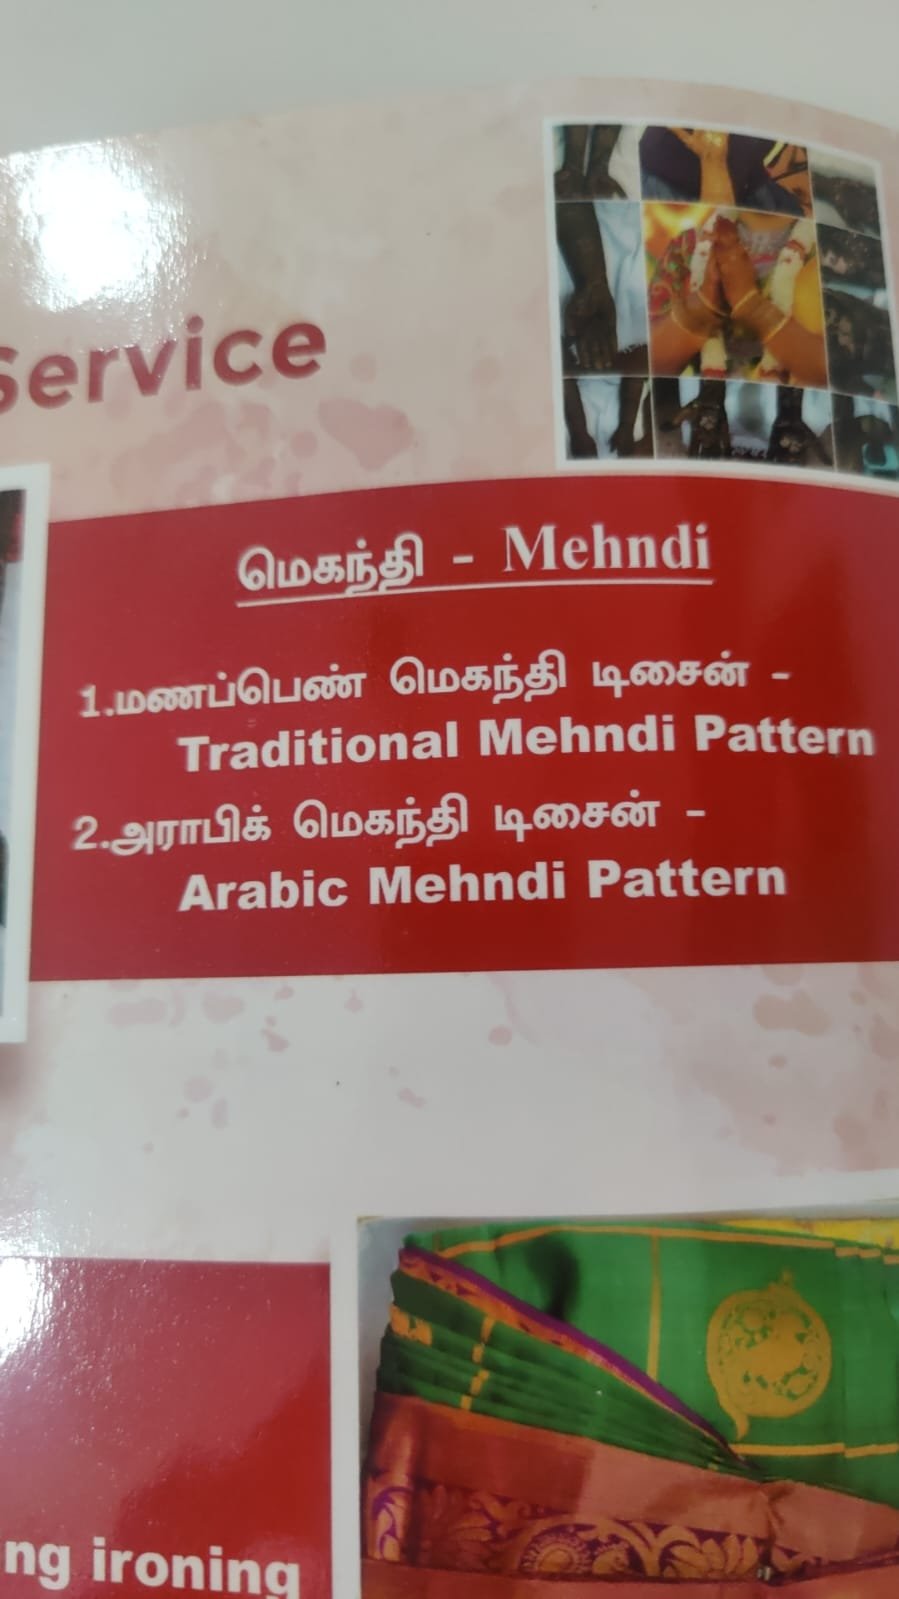 Service
மெகந்தி - Mehndi
1.மணப்பெண் மெகந்தி டிசைன் -
Traditional Mehndi Pattern
2.அராபிக் மெகந்தி டிசைன் -
Arabic Mehndi Pattern
ng ironing